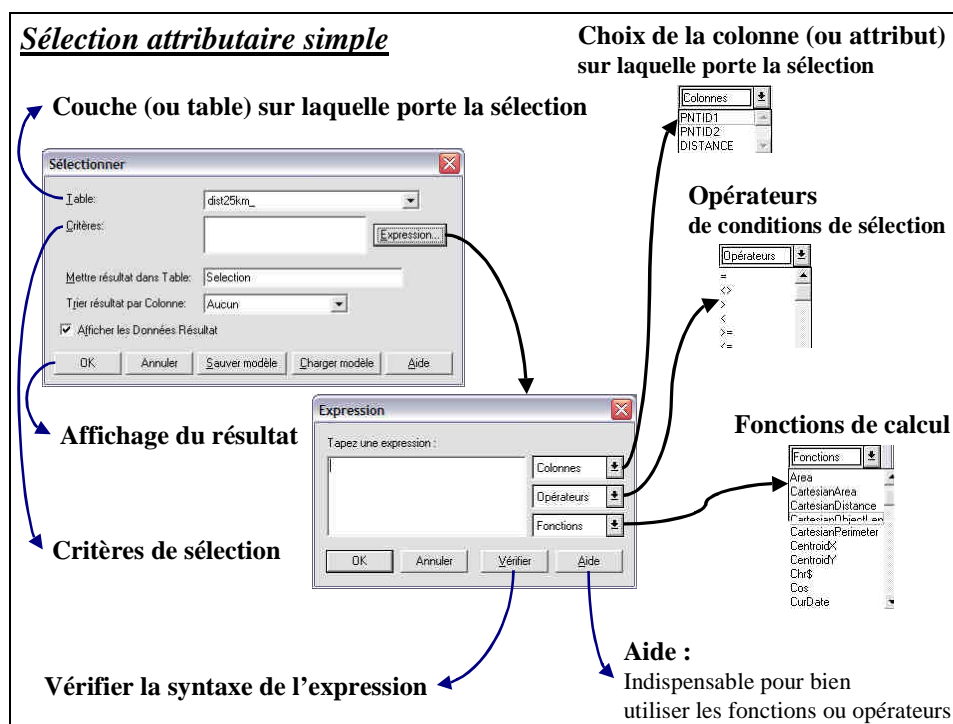 Sélection attributaire simple
Choix de la colonne (ou attribut)
sur laquelle porte la sélection
Colonnes
PNTID1
PNTID2
DISTANCE
Couche (ou table) sur laquelle porte la sélection
Sélectionner
Table:
dist25km_
Critères:
Expression...
Mettre résultat dans Table:
Selection
Trier résultat par Colonne:
Aucun
Afficher les Données Résultat
OK
Annuler
Sauver modèle
Charger modèle
Aide
Opérateurs
de conditions de sélection
Opérateurs
=
<>
>
<
>=
<=
Affichage du résultat
Expression
Tapez une expression :
Colonnes
Opérateurs
Fonctions
OK
Annuler
Vérifier
Aide
Fonctions de calcul
Fonctions
Area
CartesianArea
CartesianDistance
CartesianObjectLen
CartesianPerimeter
CentroidX
CentroidY
Chr$
Cos
CurDate
Critères de sélection
Vérifier la syntaxe de l'expression
Aide :
Indispensable pour bien
utiliser les fonctions ou opérateurs